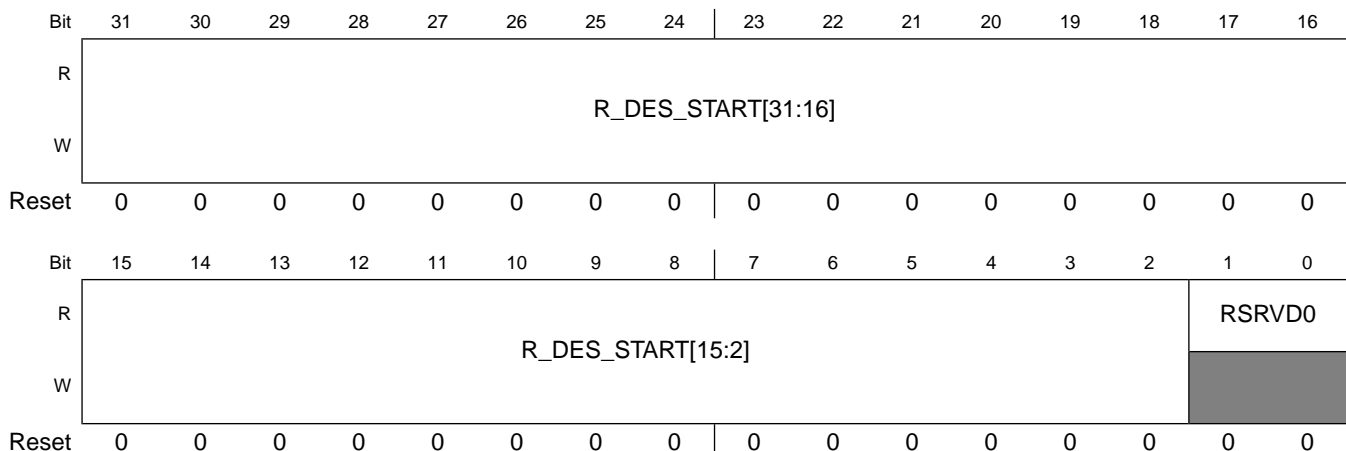 Bit 31 30 29 28 27 26 25 24 23 22 21 20 19 18 17 16
R
R_DES_START[31:16]
W
Reset 0 0 0 0 0 0 0 0 0 0 0 0 0 0 0 0
Bit 15 14 13 12 11 10 9 8 7 6 5 4 3 2 1 0
R RSRVD0
R_DES_START[15:2]
W
Reset 0 0 0 0 0 0 0 0 0 0 0 0 0 0 0 0